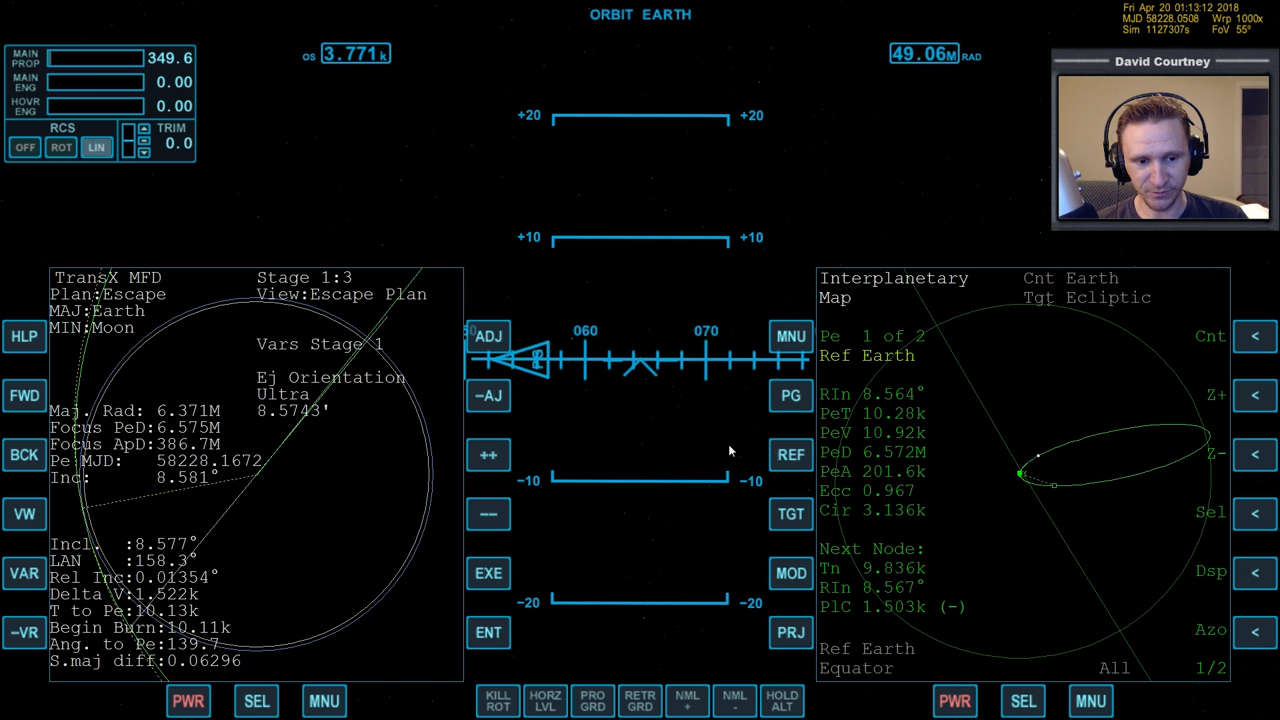 ORBIT EARTH
Fri Apr 20 01:13:12 2018
MJD 58228.0508 Wrp 1000x
Sim 1127307s FoV 55°
MAIN PROP 349.6
MAIN ENG 0.00
HOVR ENG 0.00
RCS TRIM
OFF ROT LIN 0.0
OS 3.771k
49.06M RAD
David Courtney
+20 +20
+10 +10
060 070
-10 -10
-20 -20
TransX MFD Stage 1:3
Plan:Escape View:Escape Plan
MAJ:Earth
MIN:Moon
Vars Stage 1
Ej Orientation
Ultra
8.5743'
Maj. Rad: 6.371M
Focus PeD:6.575M
Focus ApD:386.7M
Pe MJD: 58228.1672
Inc: 8.581°
Incl. :8.577°
LAN :158.3°
Rel Inc:0.01354°
Delta V:1.522k
T to Pe:10.13k
Begin Burn:10.11k
Ang. to Pe:139.7
S.maj diff:0.06296
HLP
FWD
BCK
VW
VAR
-VR
ADJ
-AJ
++
--
EXE
ENT
PWR SEL MNU
KILL ROT
HORZ LVL
PRO GRD
RETR GRD
NML +
NML -
HOLD ALT
MNU
PG
REF
TGT
MOD
PRJ
Interplanetary Cnt Earth
Map Tgt Ecliptic
Pe 1 of 2
Ref Earth
RIn 8.564°
PeT 10.28k
PeV 10.92k
PeD 6.572M
PeA 201.6k
Ecc 0.967
Cir 3.136k
Next Node:
Tn 9.836k
RIn 8.567°
PlC 1.503k (-)
Ref Earth
Equator All 1/2
Cnt <
Z+ <
Z- <
Sel <
Dsp <
Azo <
PWR SEL MNU